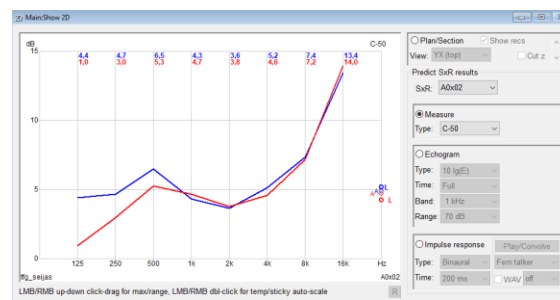 Main:Show 2D
dB
4,4 4,7 6,5 4,3 3,6 5,2 7,4 13,4
C-50
1,0 3,0 5,3 4,7 3,8 4,6 7,2 14,0
15
10
5
0
L
A A
L
125 250 500 1k 2k 4k 8k 16k Hz
A0x02
LMB/RMB up-down click-drag for max/range, LMB/RMB dbl-click for temp/sticky auto-scale
R
Plan/Section
Show recs
View: YX (top)
Cut z
Predict SxR results
SxR: A0x02
Measure
Type: C-50
Echogram
Type: 10 lg(E)
Time: Full
Band: 1 kHz
Range: 70 dB
Impulse response
Play/Convolve
Type: Binaural
Fem talker
Time: 200 ms
WAV off